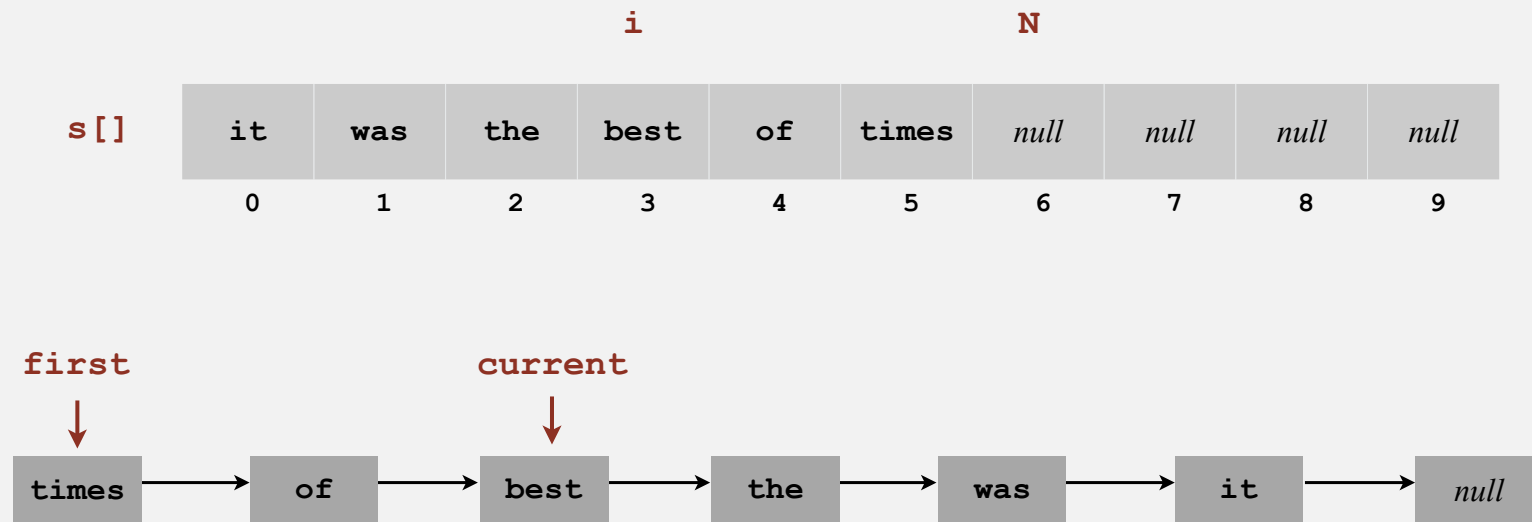 i N
s[] it was the best of times null null null null
0 1 2 3 4 5 6 7 8 9
first current
times of best the was it null